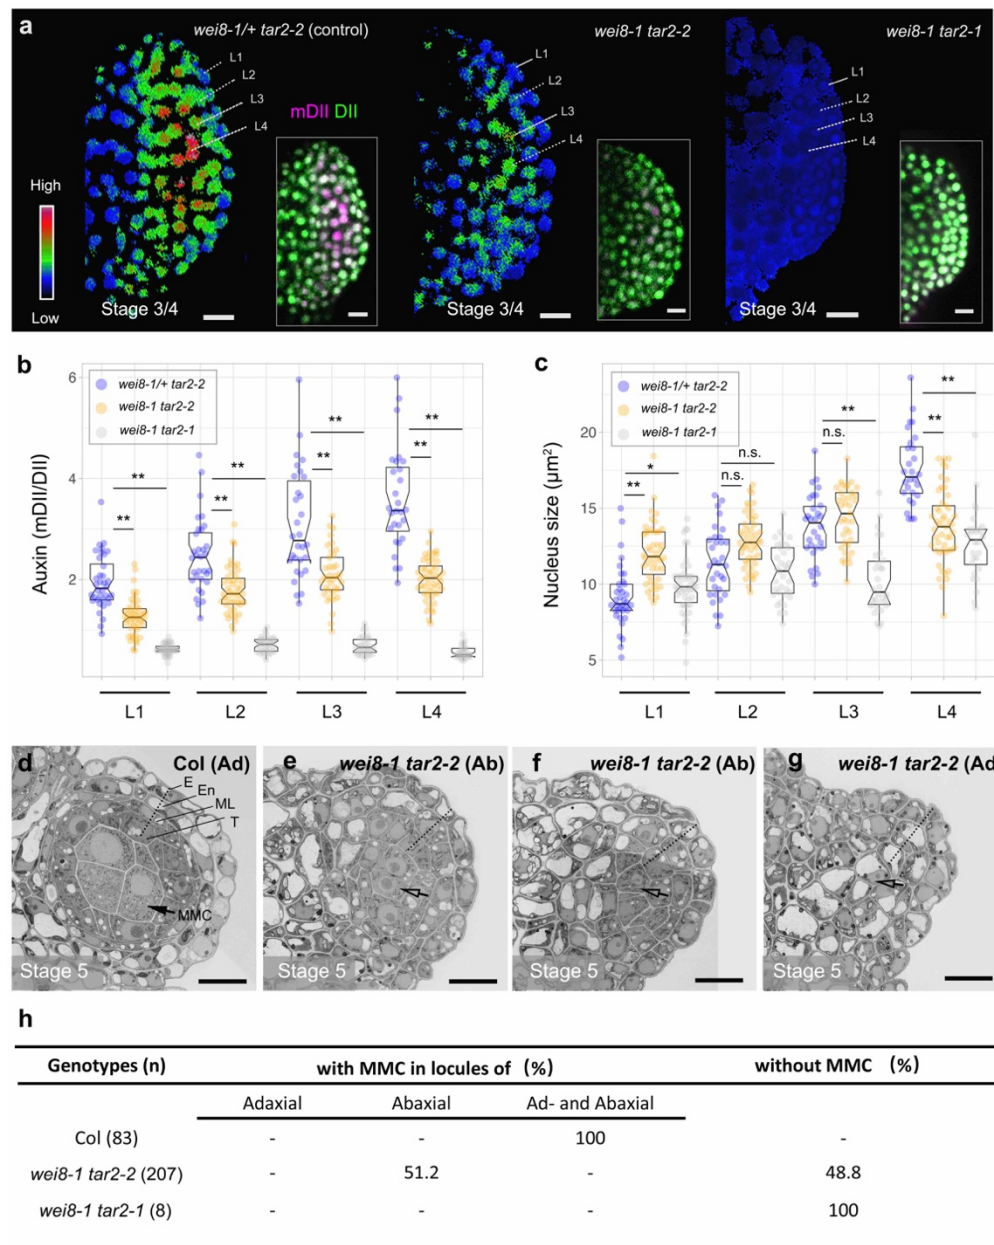 a
wei8-1/+ tar2-2 (control)
wei8-1 tar2-2
wei8-1 tar2-1
L1
L2
L3
L4
L1
L2
L3
L4
L1
L2
L3
L4
mDII DII
High
Low
Stage 3/4
Stage 3/4
Stage 3/4
b
wei8-1/+ tar2-2
wei8-1 tar2-2
wei8-1 tar2-1
Auxin (mDII/DII)
6
4
2
**
**
**
**
**
**
**
**
L1
L2
L3
L4
c
wei8-1/+ tar2-2
wei8-1 tar2-2
wei8-1 tar2-1
Nucleus size (μm²)
20
15
10
5
*
**
n.s.
n.s.
**
n.s.
**
**
L1
L2
L3
L4
d
Col (Ad)
E
En
ML
T
MMC
Stage 5
e
wei8-1 tar2-2 (Ab)
Stage 5
f
wei8-1 tar2-2 (Ab)
Stage 5
g
wei8-1 tar2-2 (Ad
Stage 5
h
Genotypes (n) with MMC in locules of (%) without MMC (%)
Adaxial Abaxial Ad- and Abaxial
Col (83) - - 100 -
wei8-1 tar2-2 (207) - 51.2 - 48.8
wei8-1 tar2-1 (8) - - - 100